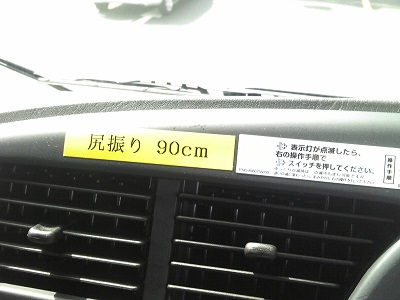 尻振り 90cm
表示灯が点滅したら、
右の操作手順で
スイッチを押してください。
操作手順